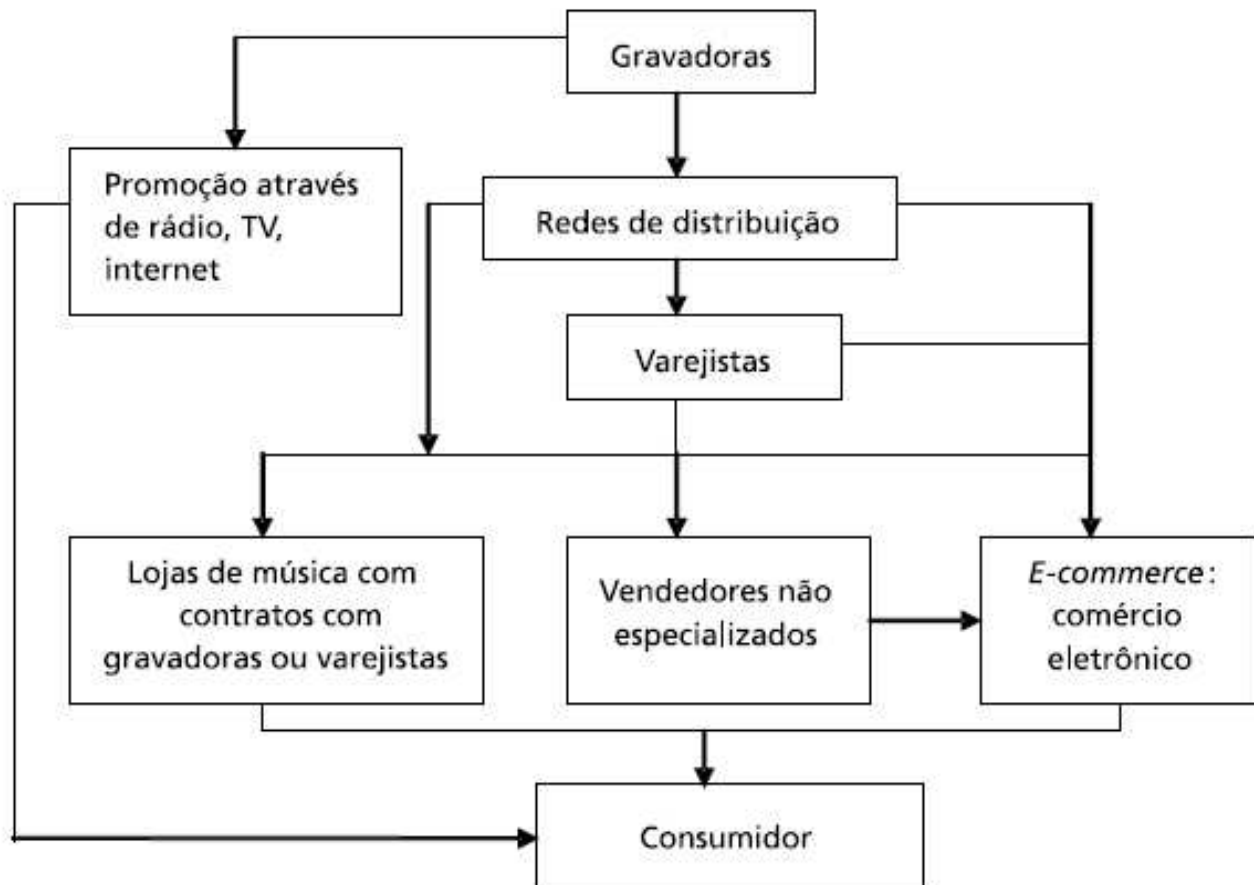 Gravadoras
Promoção através
de rádio, TV,
internet
Redes de distribuição
Varejistas
Lojas de música com
contratos com
gravadoras ou varejistas
Vendedores não
especializados
E-commerce:
comércio
eletrônico
Consumidor